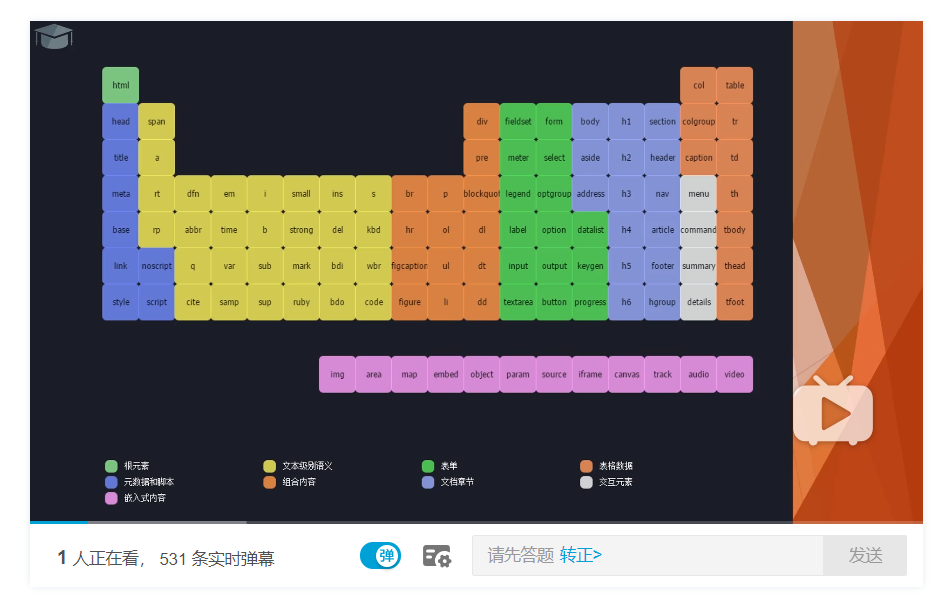 html col table
head span div fieldset form body h1 section colgroup tr
title a pre meter select aside h2 header caption td
meta rt dfn em i small ins s br p blockquot legend optgroup address h3 nav menu th
base rp abbr time b strong del kbd hr ol dl label option datalist h4 article command tbody
link noscript q var sub mark bdi wbr figcaption ul dt input output keygen h5 footer summary thead
style script cite samp sup ruby bdo code figure li dd textarea button progress h6 hgroup details tfoot
img area map embed object param source iframe canvas track audio video
根元素 文本级别语义 表单 表格数据
元数据和脚本 组合内容 文档章节 交互元素
嵌入式内容
1 人正在看， 531 条实时弹幕 弹 请先答题 转正> 发送